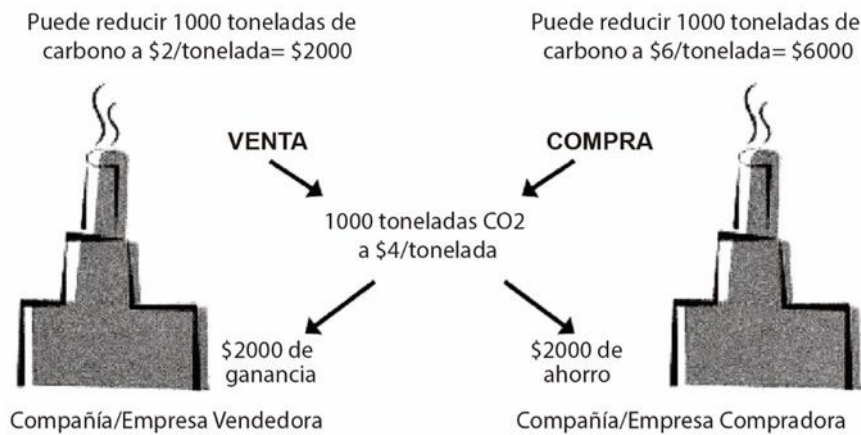 Puede reducir 1000 toneladas de
carbono a $2/tonelada= $2000
Puede reducir 1000 toneladas de
carbono a $6/tonelada= $6000
VENTA
COMPRA
1000 toneladas CO2
a $4/tonelada
$2000 de
ganancia
$2000 de
ahorro
Compañía/Empresa Vendedora
Compañía/Empresa Compradora